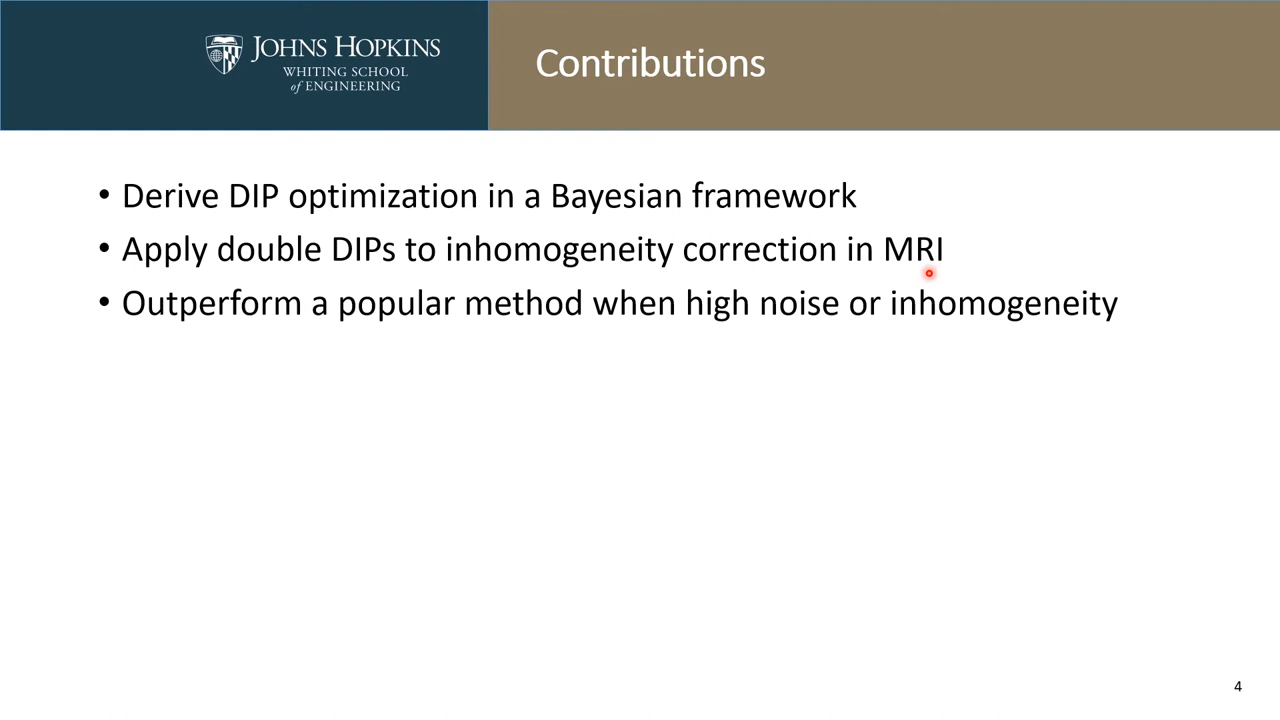 JOHNS HOPKINS
WHITING SCHOOL
of ENGINEERING
Contributions
• Derive DIP optimization in a Bayesian framework
• Apply double DIPs to inhomogeneity correction in MRI
• Outperform a popular method when high noise or inhomogeneity
4